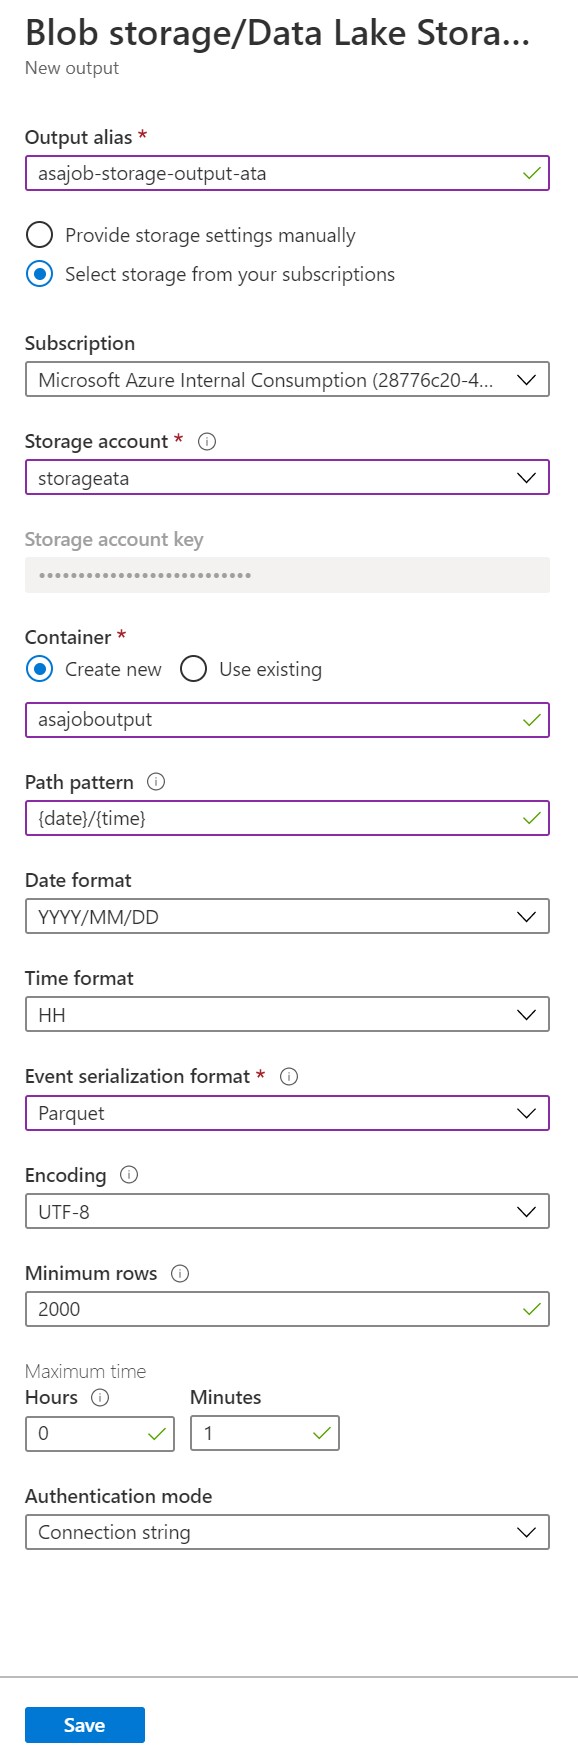 Blob storage/Data Lake Stora...
New output
Output alias *
asajob-storage-output-ata
Provide storage settings manually
Select storage from your subscriptions
Subscription
Microsoft Azure Internal Consumption (28776c20-4...
Storage account *
storageata
Storage account key
•••••••••••••••••••••••••••
Container *
Create new Use existing
asajoboutput
Path pattern
{date}/{time}
Date format
YYYY/MM/DD
Time format
HH
Event serialization format *
Parquet
Encoding
UTF-8
Minimum rows
2000
Maximum time
Hours Minutes
0 1
Authentication mode
Connection string
Save